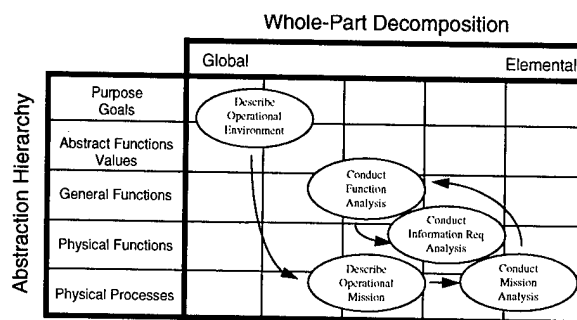 Whole-Part Decomposition
Global
Elemental
Abstraction Hierarchy
Purpose
Goals
Abstract Functions
Values
General Functions
Physical Functions
Physical Processes
Describe
Operational
Environment
Conduct
Function
Analysis
Conduct
Information Req
Analysis
Describe
Operational
Mission
Conduct
Mission
Analysis